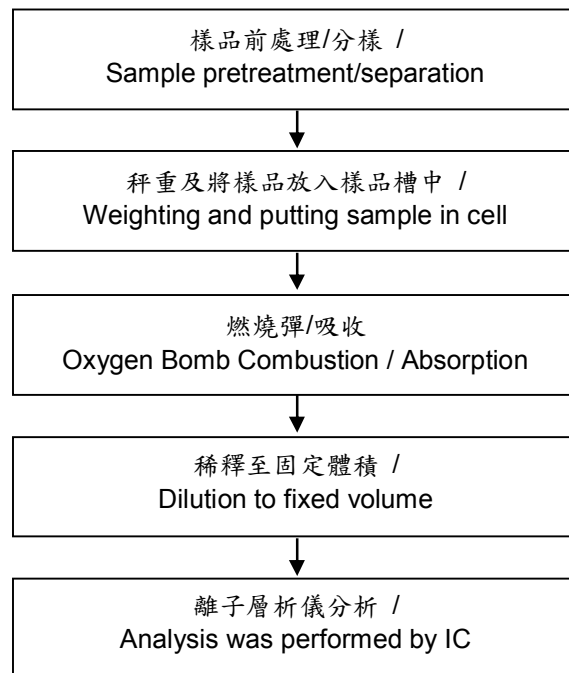 樣品前處理/分樣 /
Sample pretreatment/separation
秤重及將樣品放入樣品槽中 /
Weighting and putting sample in cell
燃燒彈/吸收
Oxygen Bomb Combustion / Absorption
稀釋至固定體積 /
Dilution to fixed volume
離子層析儀分析 /
Analysis was performed by IC